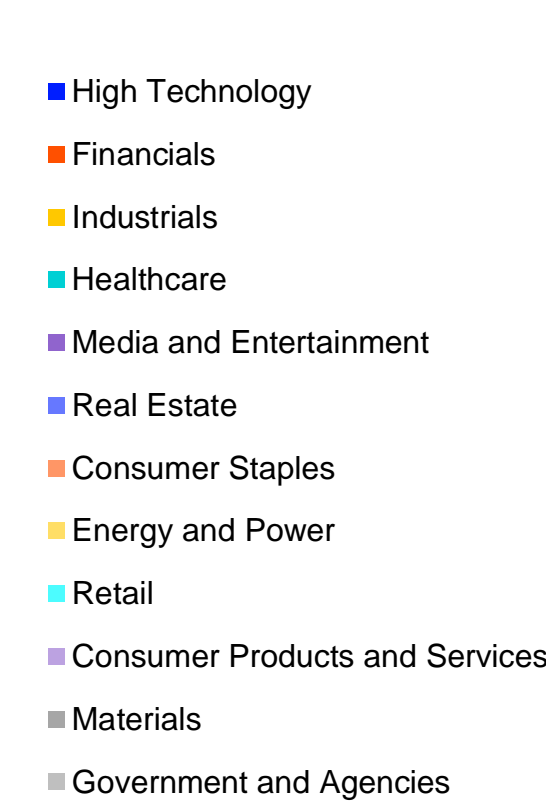 High Technology
Financials
Industrials
Healthcare
Media and Entertainment
Real Estate
Consumer Staples
Energy and Power
Retail
Consumer Products and Services
Materials
Government and Agencies